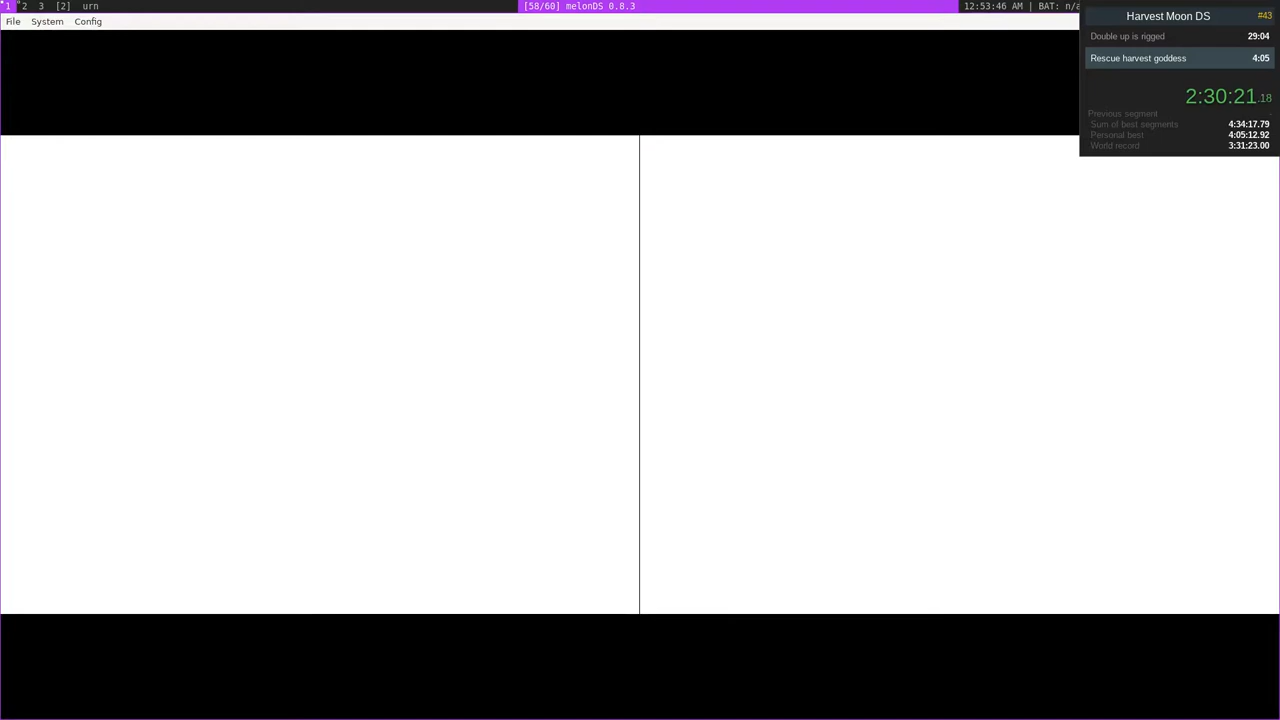 1 2 3 [2] urn
[58/60] melonDS 0.8.3
12:53:46 AM | BAT: n/a
File System Config
Harvest Moon DS #43
Double up is rigged 29:04
Rescue harvest goddess 4:05
2:30:21.18
Previous segment -
Sum of best segments 4:34:17.79
Personal best 4:05:12.92
World record 3:31:23.00